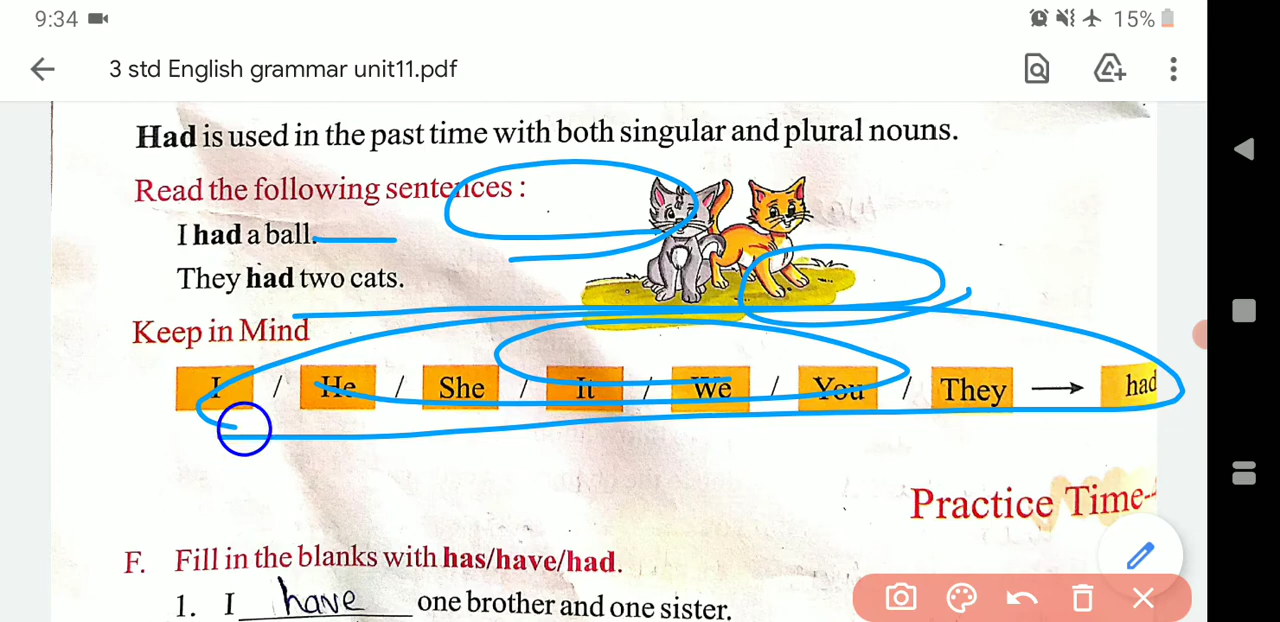 9:34 15%
3 std English grammar unit11.pdf
Had is used in the past time with both singular and plural nouns.
Read the following sentences :
I had a ball.
They had two cats.
Keep in Mind
I / He / She / It / We / You / They → had
Practice Time-
F. Fill in the blanks with has/have/had.
1. I have one brother and one sister.